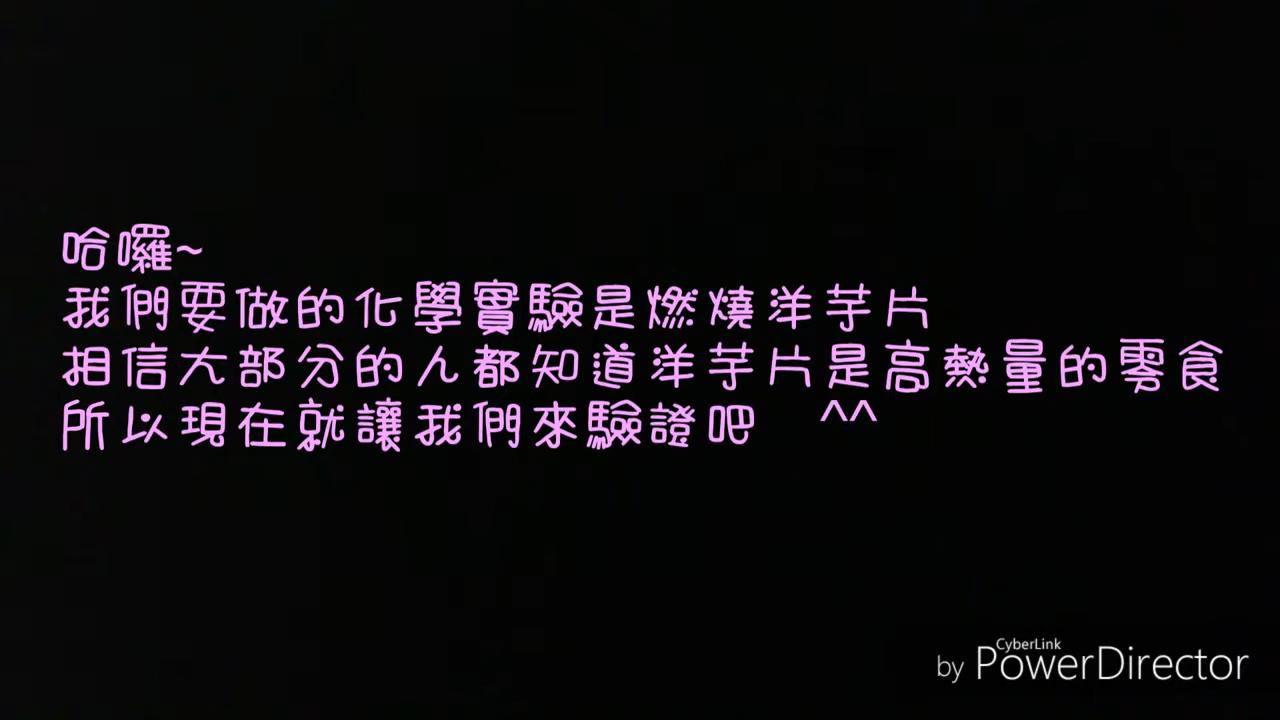 哈囉~
我們要做的化學實驗是燃燒洋芋片
相信大部分的人都知道洋芋片是高熱量的零食
所以現在就讓我們來驗證吧 ^^
CyberLink
by PowerDirector